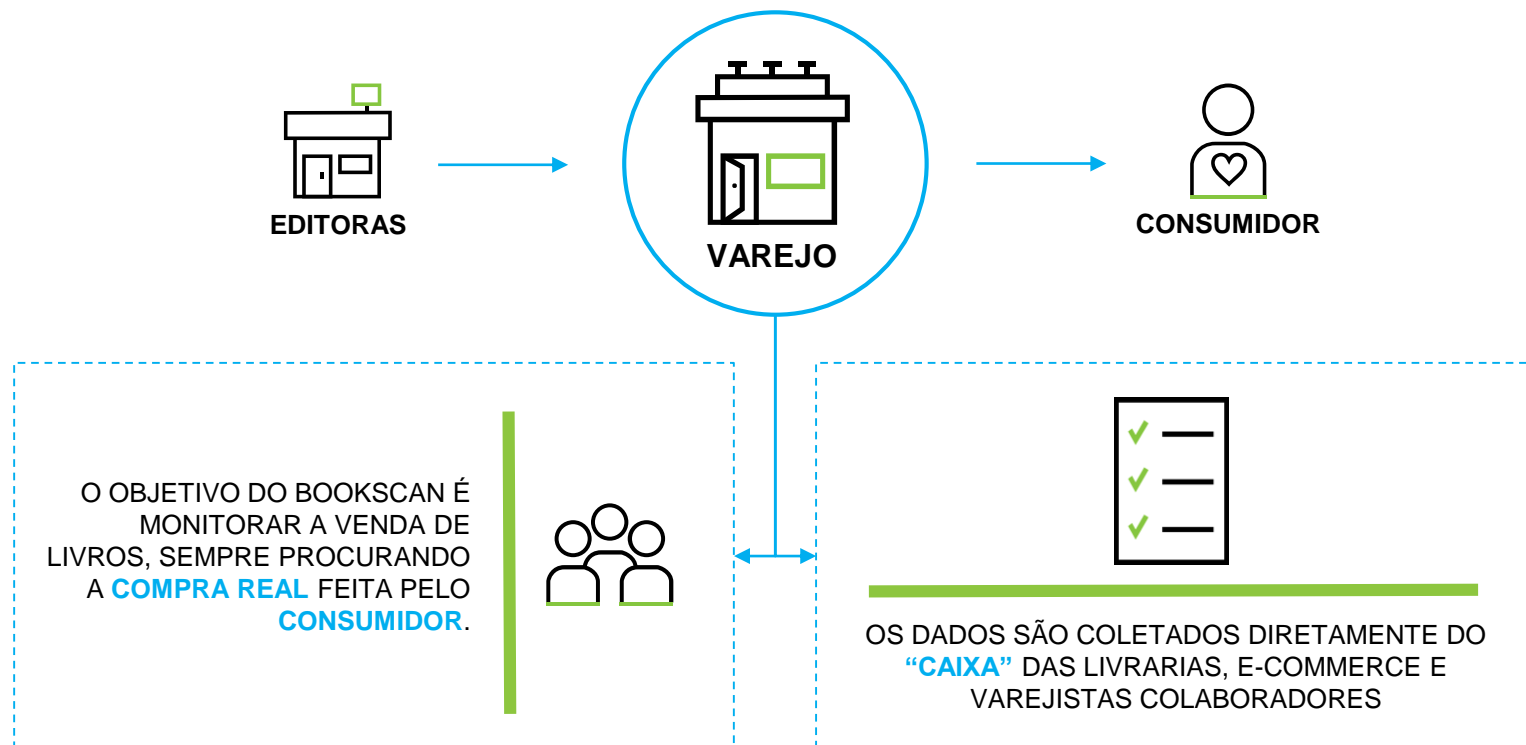 EDITORAS
VAREJO
CONSUMIDOR
O OBJETIVO DO BOOKSCAN É
MONITORAR A VENDA DE
LIVROS, SEMPRE PROCURANDO
A COMPRA REAL FEITA PELO
CONSUMIDOR.
OS DADOS SÃO COLETADOS DIRETAMENTE DO
“CAIXA” DAS LIVRARIAS, E-COMMERCE E
VAREJISTAS COLABORADORES